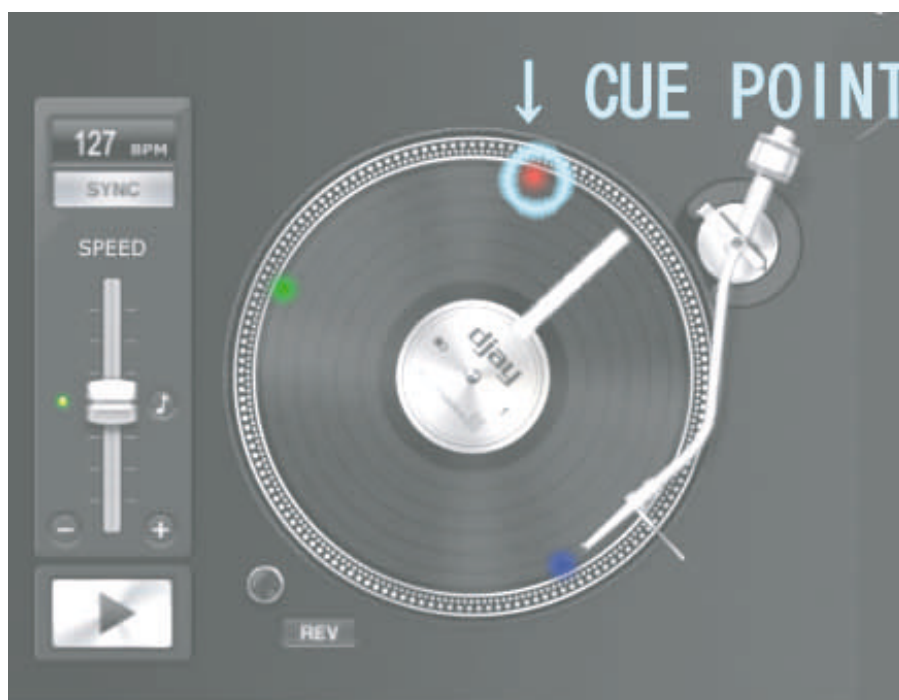 ↓ CUE POINT
127 BPM
SYNC
SPEED
djay
− +
REV